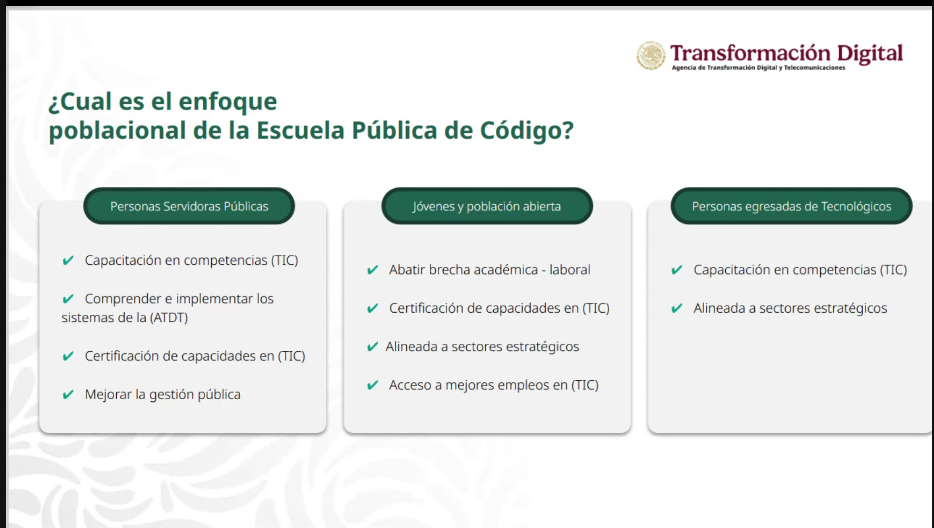 Transformación Digital
Agencia de Transformación Digital y Telecomunicaciones
¿Cual es el enfoque
poblacional de la Escuela Pública de Código?
Personas Servidoras Públicas
✔ Capacitación en competencias (TIC)
✔ Comprender e implementar los
sistemas de la (ATDT)
✔ Certificación de capacidades en (TIC)
✔ Mejorar la gestión pública
Jóvenes y población abierta
✔ Abatir brecha académica - laboral
✔ Certificación de capacidades en (TIC)
✔ Alineada a sectores estratégicos
✔ Acceso a mejores empleos en (TIC)
Personas egresadas de Tecnológicos
✔ Capacitación en competencias (TIC)
✔ Alineada a sectores estratégicos